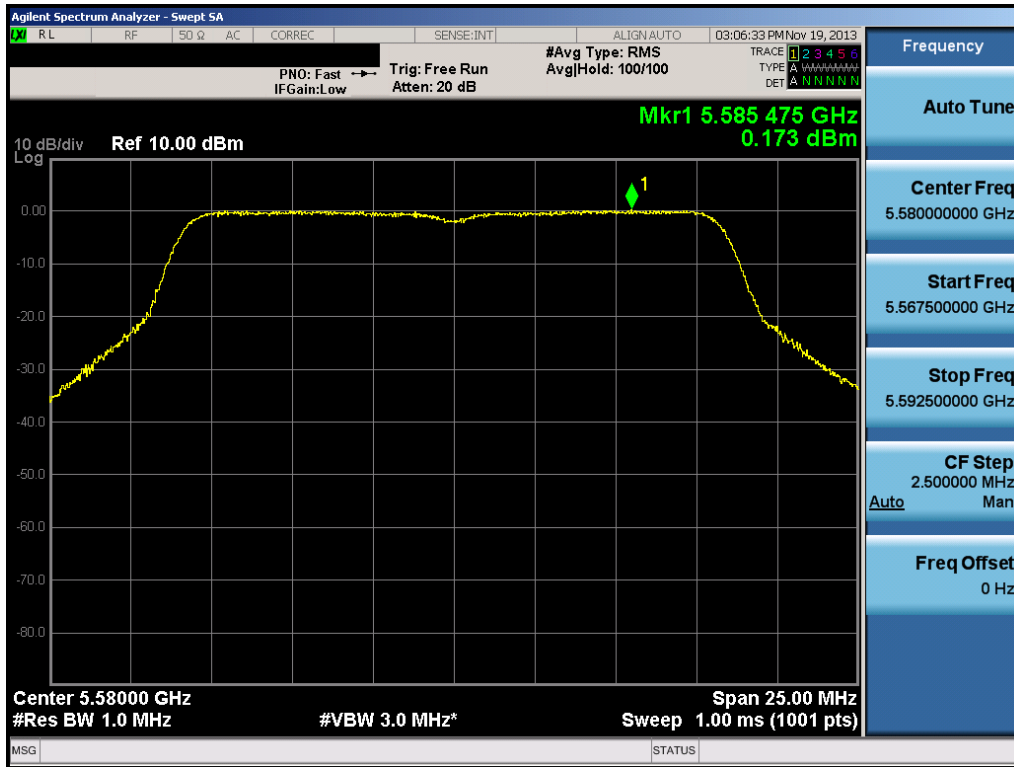 Agilent Spectrum Analyzer - Swept SA
LXI RL RF 50 Ω AC CORREC SENSE:INT ALIGN AUTO 03:06:33 PM Nov 19, 2013
Frequency
#Avg Type: RMS TRACE 1 2 3 4 5 6
PNO: Fast Trig: Free Run Avg|Hold: 100/100 TYPE A WWWWW
IFGain:Low Atten: 20 dB DET A N N N N N
Auto Tune
Mkr1 5.585 475 GHz
10 dB/div Ref 10.00 dBm 0.173 dBm
Log
1
0.00
-10.0
-20.0
-30.0
-40.0
-50.0
-60.0
-70.0
-80.0
Center Freq
5.580000000 GHz
Start Freq
5.567500000 GHz
Stop Freq
5.592500000 GHz
CF Step
2.500000 MHz
Auto Man
Freq Offset
0 Hz
Center 5.58000 GHz Span 25.00 MHz
#Res BW 1.0 MHz #VBW 3.0 MHz* Sweep 1.00 ms (1001 pts)
MSG STATUS